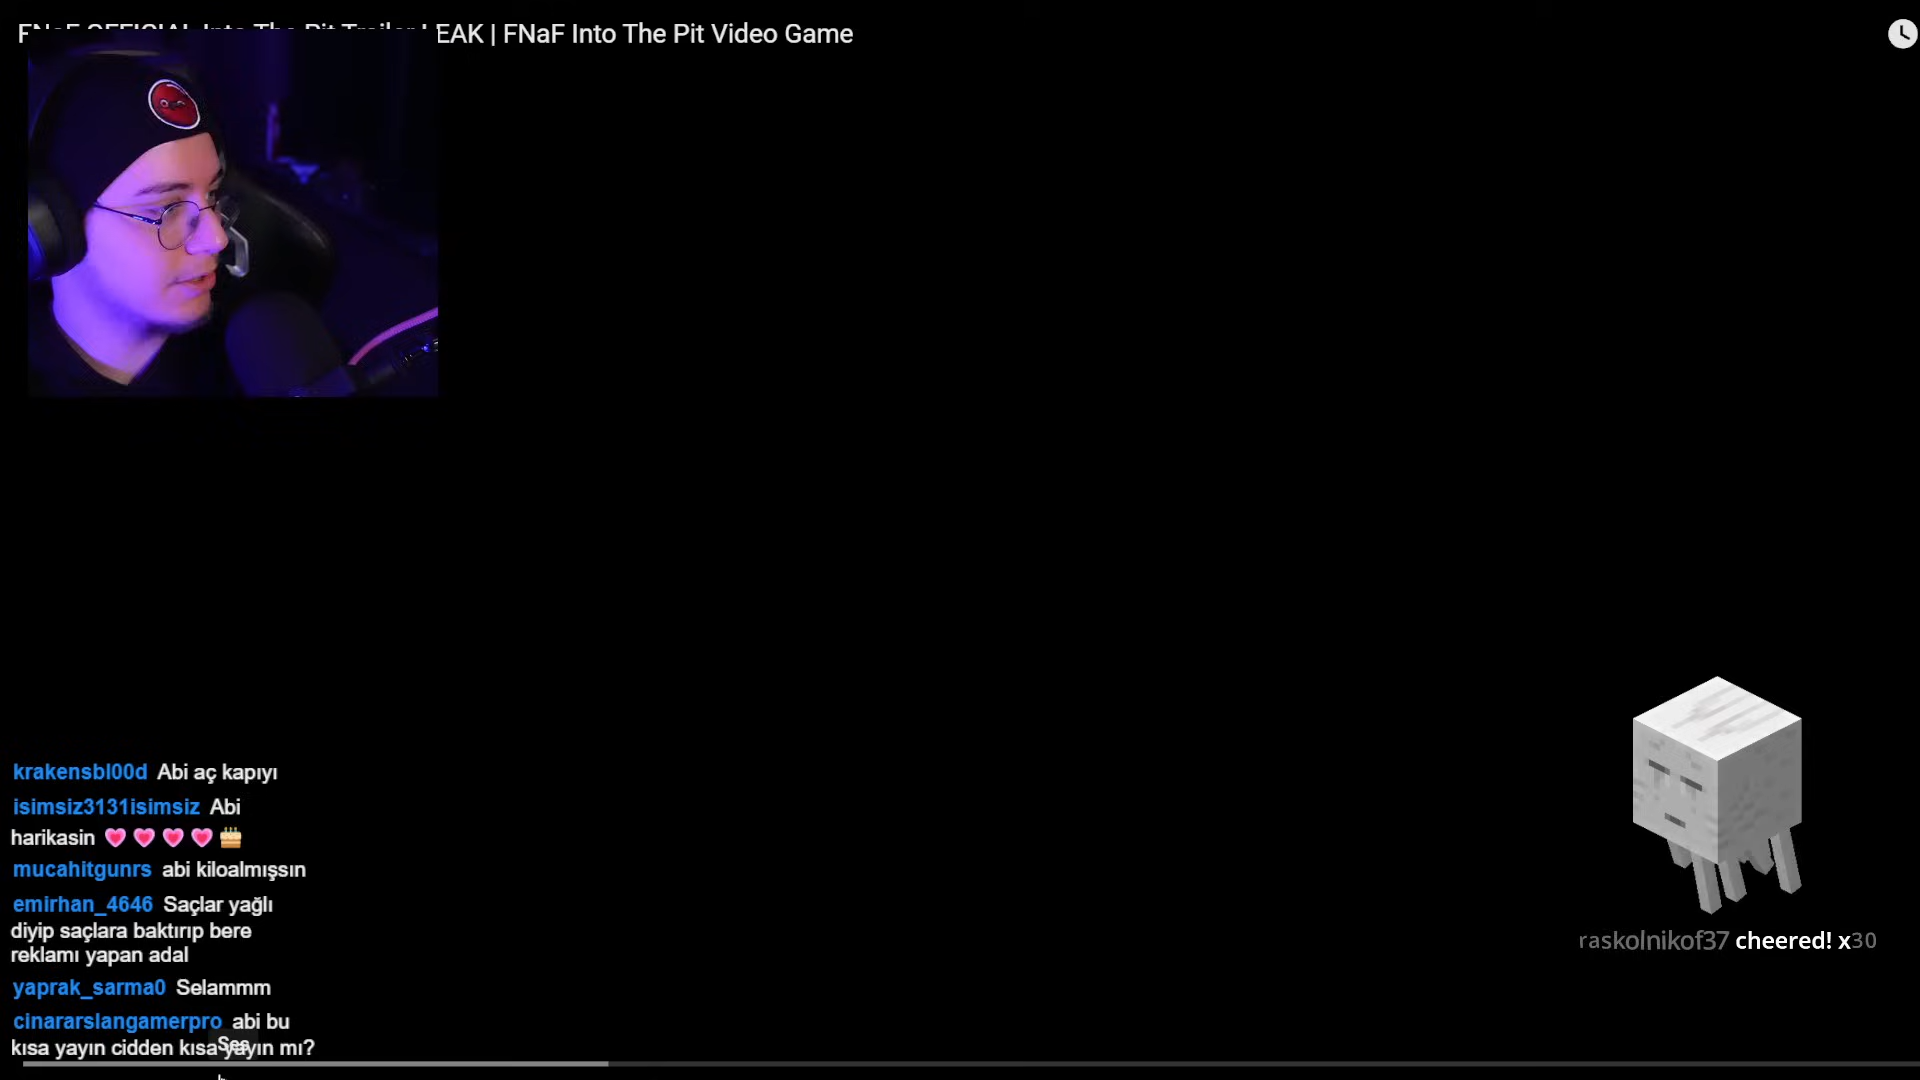 EAK | FNaF Into The Pit Video Game
krakensbl00d Abi aç kapıyı
isimsiz3131isimsiz Abi
harikasin 💗 💗 💗 💗 🎂
mucahitgunrs abi kiloalmışsın
emirhan_4646 Saçlar yağlı
diyip saçlara baktırıp bere
reklamı yapan adal
raskolnikof37 cheered! x30
yaprak_sarma0 Selammm
cinararslangamerpro abi bu
kısa yayın cidden kısa yayın mı?
Ses